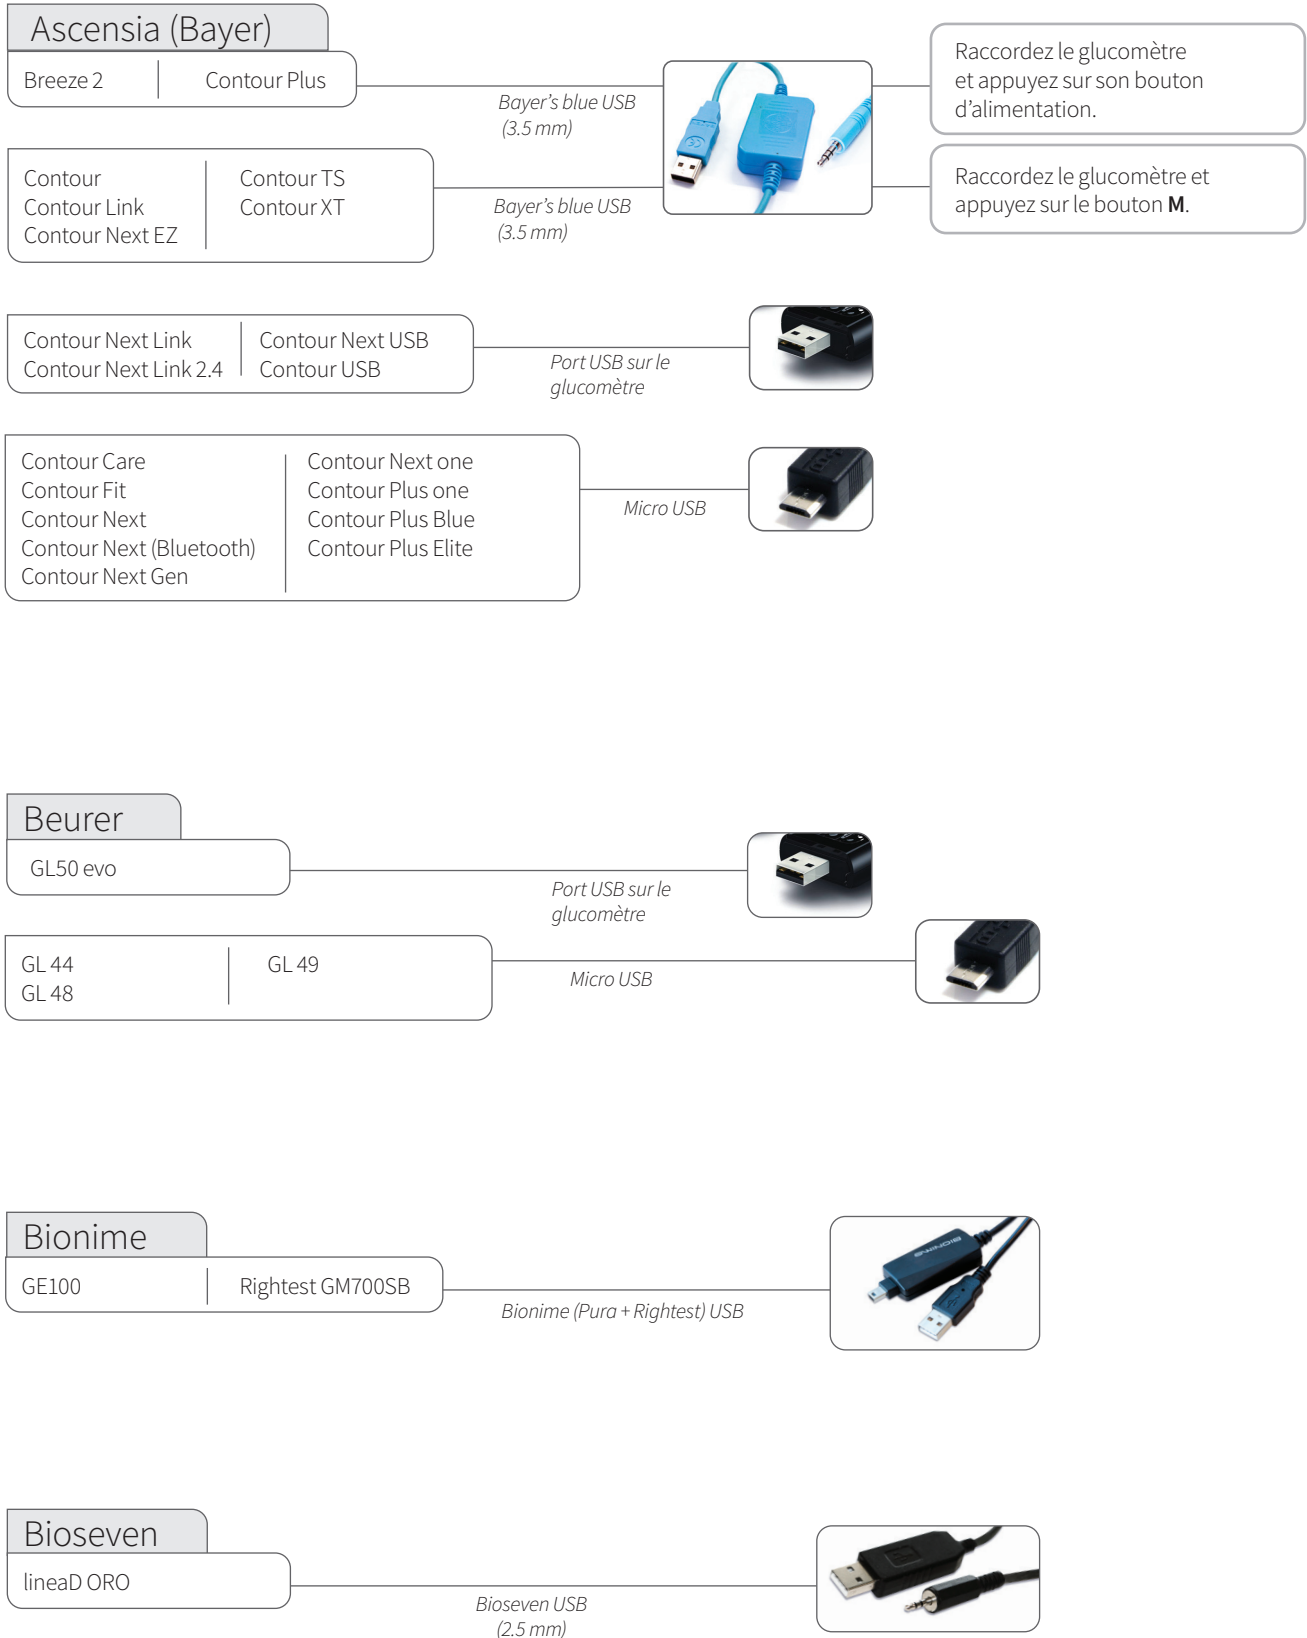 Ascensia (Bayer)
Breeze 2
Contour Plus
Bayer’s blue USB
(3.5 mm)
Raccordez le glucomètre
et appuyez sur son bouton
d’alimentation.
Contour
Contour Link
Contour Next EZ
Contour TS
Contour XT
Bayer’s blue USB
(3.5 mm)
Raccordez le glucomètre et
appuyez sur le bouton M.
Contour Next Link
Contour Next Link 2.4
Contour Next USB
Contour USB
Port USB sur le
glucomètre
Contour Care
Contour Fit
Contour Next
Contour Next (Bluetooth)
Contour Next Gen
Contour Next one
Contour Plus one
Contour Plus Blue
Contour Plus Elite
Micro USB
Beurer
GL50 evo
Port USB sur le
glucomètre
GL 44
GL 48
GL 49
Micro USB
Bionime
GE100
Rightest GM700SB
Bionime (Pura + Rightest) USB
BIONIME
Bioseven
lineaD ORO
Bioseven USB
(2.5 mm)